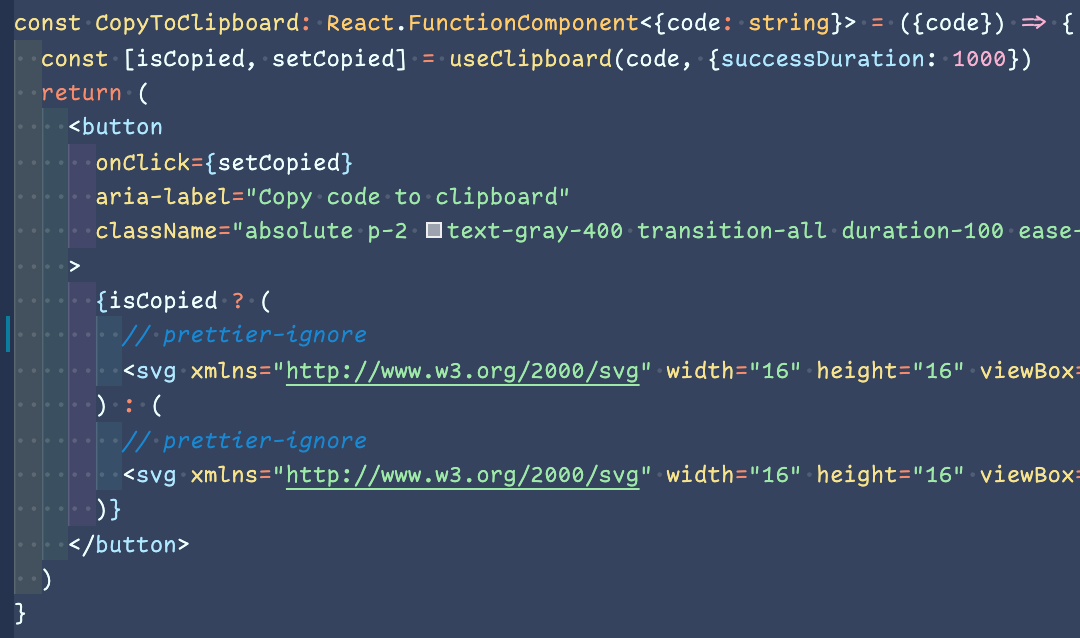 const CopyToClipboard: React.FunctionComponent<{code: string}> = ({code}) => {
const [isCopied, setCopied] = useClipboard(code, {successDuration: 1000})
return (
<button
onClick={setCopied}
aria-label="Copy code to clipboard"
className="absolute p-2 text-gray-400 transition-all duration-100 ease-
>
{isCopied ? (
// prettier-ignore
<svg xmlns="http://www.w3.org/2000/svg" width="16" height="16" viewBox=
) : (
// prettier-ignore
<svg xmlns="http://www.w3.org/2000/svg" width="16" height="16" viewBox=
)}
</button>
)
}